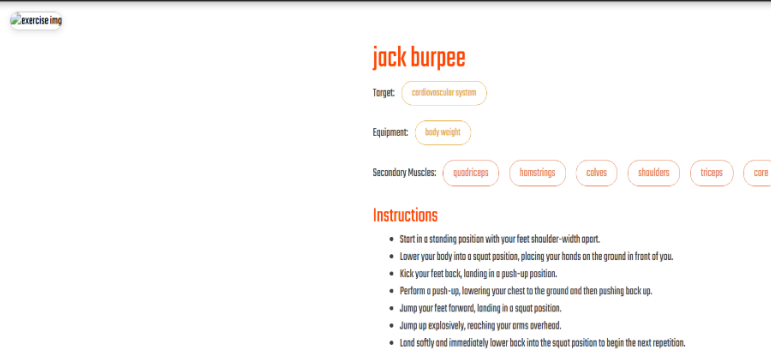 exercise img
jack burpee
Target: cardiovascular system
Equipment: body weight
Secondary Muscles: quadriceps hamstrings calves shoulders triceps core
Instructions
• Start in a standing position with your feet shoulder-width apart.
• Lower your body into a squat position, placing your hands on the ground in front of you.
• Kick your feet back, landing in a push-up position.
• Perform a push-up, lowering your chest to the ground and then pushing back up.
• Jump your feet forward, landing in a squat position.
• Jump up explosively, reaching your arms overhead.
• Land softly and immediately lower back into the squat position to begin the next repetition.